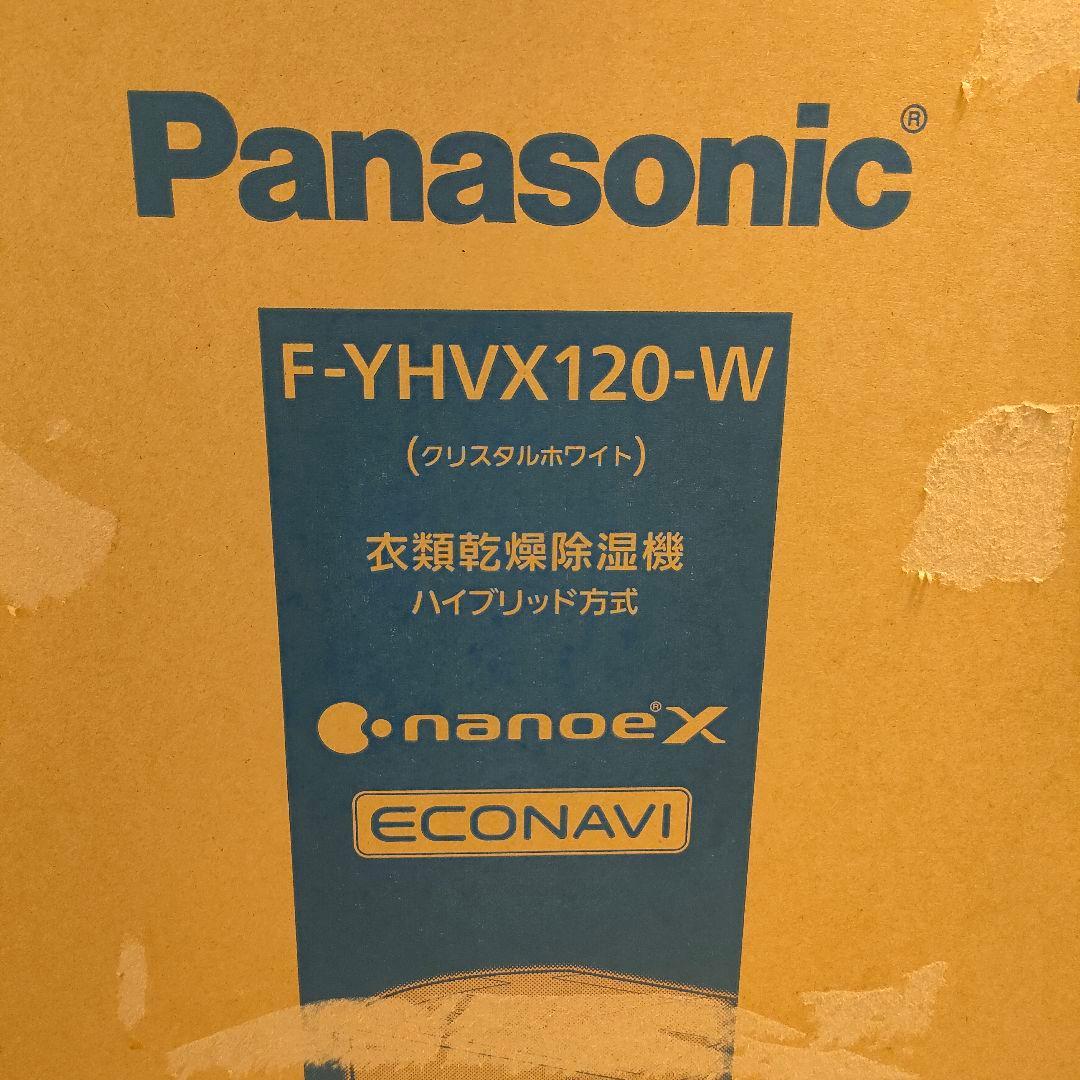 Panasonic®
F-YHVX120-W
(クリスタルホワイト)
衣類乾燥除湿機
ハイブリッド方式
nanoe®X
ECONAVI